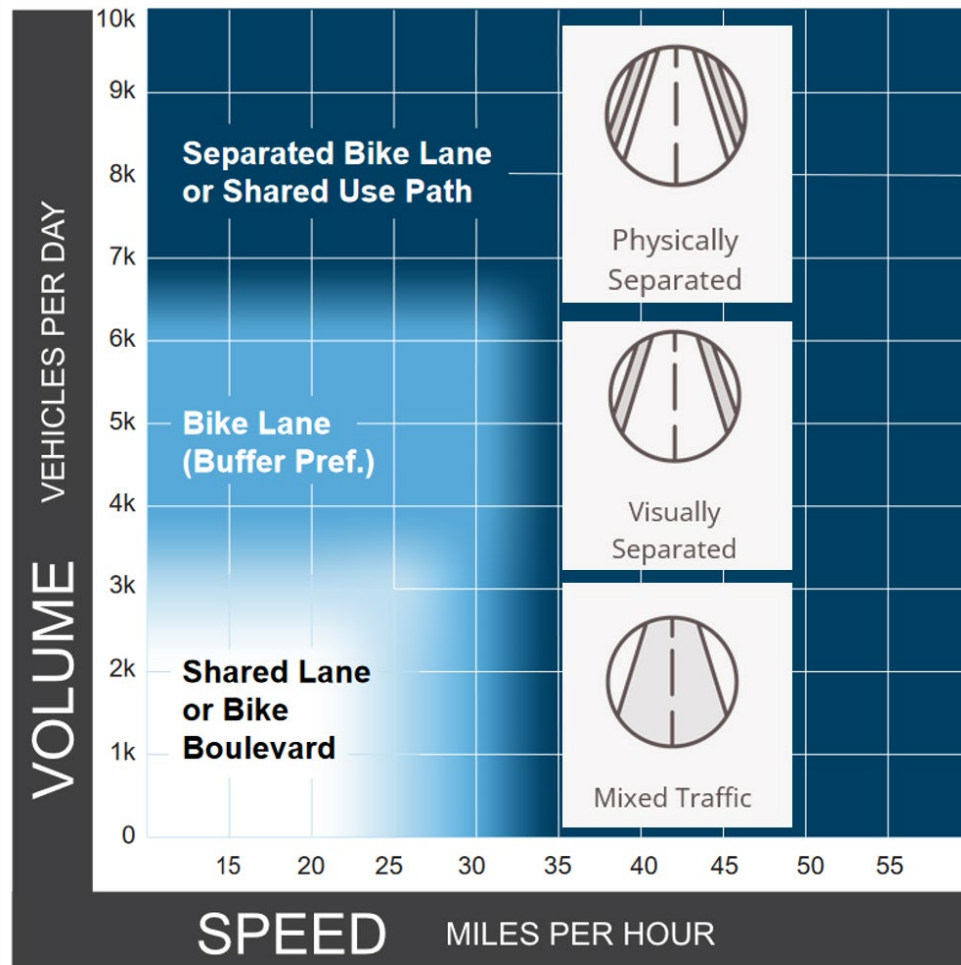 VOLUME VEHICLES PER DAY
10k
9k
8k
7k
6k
5k
4k
3k
2k
1k
0
Separated Bike Lane
or Shared Use Path
Bike Lane
(Buffer Pref.)
Shared Lane
or Bike
Boulevard
Physically
Separated
Visually
Separated
Mixed Traffic
15 20 25 30 35 40 45 50 55
SPEED MILES PER HOUR